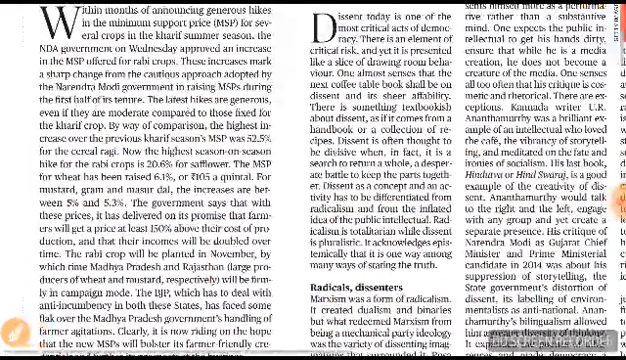 Within months of announcing generous hikes
in the minimum support price (MSP) for sev-
eral crops in the kharif summer season, the
NDA government on Wednesday approved an increase
in the MSP offered for rabi crops. These increases mark
a sharp change from the cautious approach adopted by
the Narendra Modi government in raising MSPs during
the first half of its tenure. The latest hikes are generous,
even if they are moderate compared to those fixed for
the kharif crop. By way of comparison, the highest in-
crease over the previous kharif season's MSP was 52.5%
for the cereal ragi. Now the highest season-on-season
hike for the rabi crops is 20.6% for safflower. The MSP
for wheat has been raised 6.1%, or ₹105 a quintal. For
mustard, gram and masur dal, the increases are bet-
ween 5% and 5.3%. The government says that with
these prices, it has delivered on its promise that farm-
ers will get a price at least 150% above their cost of pro-
duction, and that their incomes will be doubled over
time. The rabi crop will be planted in November, by
which time Madhya Pradesh and Rajasthan (large pro-
ducers of wheat and mustard, respectively) will be firm-
ly in campaign mode. The BJP, which has to deal with
anti-incumbency in both these States, has faced some
flak over the Madhya Pradesh government's handling of
farmer agitations. Clearly, it is now riding on the hope
that the new MSPs will bolster its farmer-friendly cre-
Dissent today is one of the
most critical acts of democ-
racy. There is an element of
critical risk, and yet it is presented
like a slice of drawing room beha-
viour. One almost senses that the
next coffee table book shall be on
dissent and its sheer affability.
There is something textbookish
about dissent, as if it comes from a
handbook or a collection of re-
cipes. Dissent is often thought to
be divisive when, in fact, it is a
search to return a whole, a desper-
ate battle to keep the parts togeth-
er. Dissent as a concept and an ac-
tivity has to be differentiated from
radicalism and from the inflated
idea of the public intellectual. Rad-
icalism is totalitarian while dissent
is pluralistic. It acknowledges epis-
temically that it is one way among
many ways of stating the truth.
Radicals, dissenters
Marxism was a form of radicalism.
It created dualism and binaries
but what redeemed Marxism from
being a mechanical party ideology
was the variety of dissenting imag-
sents himself more as a performa-
tive rather than a substantive
mind. One expects the public in-
tellectual to get his hands dirty,
ensure that while he is a media
creation, he does not become a
creature of the media. One senses
all too often that his critique is cos-
metic and rhetorical. There are ex-
ceptions. Kannada writer U.R.
Ananthamurthy was a brilliant ex-
ample of an intellectual who loved
the café, the vibrancy of storytell-
ing, and meditated on the fate and
ironies of socialism. His last book,
Hindutva or Hind Swaraj, is a good
example of the creativity of dis-
sent. Ananthamurthy would talk
to the right and the left, engage
with any group and yet create a
separate presence. His critique of
Narendra Modi as Gujarat Chief
Minister and Prime Ministerial
candidate in 2014 was about his
suppression of storytelling, the
State government's distortion of
dissent, its labelling of environ-
mentalists as anti-national. Anan-
thamurthy's bilingualism allowed
him a diversity of thinking.
SCREEN RECORDER